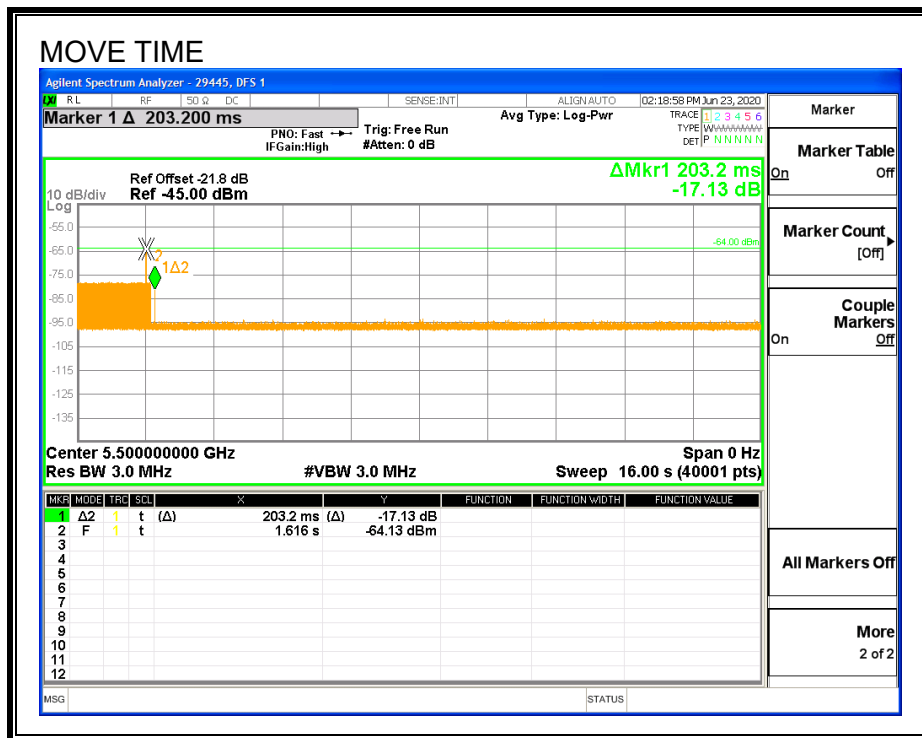 MOVE TIME
Agilent Spectrum Analyzer - 29445, DFS 1
LXI RL RF 50 Ω DC SENSE:INT ALIGN AUTO 02:18:58 PM Jun 23, 2020
Marker 1 Δ 203.200 ms
PNO: Fast
IFGain:High
Trig: Free Run
#Atten: 0 dB
Avg Type: Log-Pwr
TRACE 1 2 3 4 5 6
TYPE WWWWWW
DET P N N N N N
Ref Offset -21.8 dB
10 dB/div Ref -45.00 dBm
Log
ΔMkr1 203.2 ms
-17.13 dB
-55.0
-65.0
-75.0
-85.0
-95.0
-105
-115
-125
-135
-64.00 dBm
2
1Δ2
Center 5.500000000 GHz Span 0 Hz
Res BW 3.0 MHz #VBW 3.0 MHz Sweep 16.00 s (40001 pts)
MKR MODE TRC SCL X Y FUNCTION FUNCTION WIDTH FUNCTION VALUE
1 Δ2 1 t (Δ) 203.2 ms (Δ) -17.13 dB
2 F 1 t 1.616 s -64.13 dBm
3
4
5
6
7
8
9
10
11
12
MSG STATUS
Marker
Marker Table
On Off
Marker Count
[Off]
Couple
Markers
On Off
All Markers Off
More
2 of 2